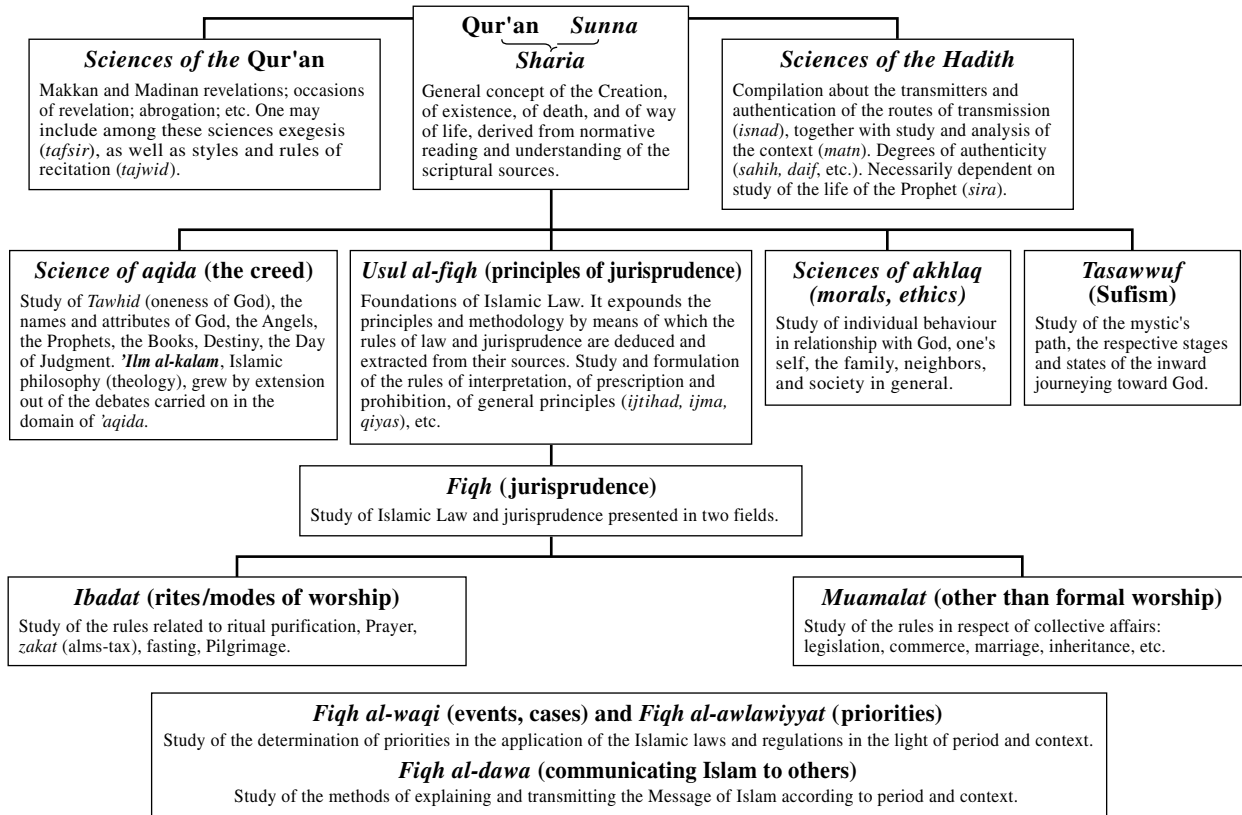 Qur'an Sunna
Sharia
General concept of the Creation,
of existence, of death, and of way
of life, derived from normative
reading and understanding of the
scriptural sources.
Sciences of the Qur'an
Makkan and Madinan revelations; occasions
of revelation; abrogation; etc. One may
include among these sciences exegesis
(tafsir), as well as styles and rules of
recitation (tajwid).
Sciences of the Hadith
Compilation about the transmitters and
authentication of the routes of transmission
(isnad), together with study and analysis of
the context (matn). Degrees of authenticity
(sahih, daif, etc.). Necessarily dependent on
study of the life of the Prophet (sira).
Science of aqida (the creed)
Study of Tawhid (oneness of God), the
names and attributes of God, the Angels,
the Prophets, the Books, Destiny, the Day
of Judgment. 'Ilm al-kalam, Islamic
philosophy (theology), grew by extension
out of the debates carried on in the
domain of 'aqida.
Usul al-fiqh (principles of jurisprudence)
Foundations of Islamic Law. It expounds the
principles and methodology by means of which the
rules of law and jurisprudence are deduced and
extracted from their sources. Study and formulation
of the rules of interpretation, of prescription and
prohibition, of general principles (ijtihad, ijma,
qiyas), etc.
Sciences of akhlaq
(morals, ethics)
Study of individual behaviour
in relationship with God, one's
self, the family, neighbors,
and society in general.
Tasawwuf
(Sufism)
Study of the mystic's
path, the respective stages
and states of the inward
journeying toward God.
Fiqh (jurisprudence)
Study of Islamic Law and jurisprudence presented in two fields.
Ibadat (rites/modes of worship)
Study of the rules related to ritual purification, Prayer,
zakat (alms-tax), fasting, Pilgrimage.
Muamalat (other than formal worship)
Study of the rules in respect of collective affairs:
legislation, commerce, marriage, inheritance, etc.
Fiqh al-waqi (events, cases) and Fiqh al-awlawiyyat (priorities)
Study of the determination of priorities in the application of the Islamic laws and regulations in the light of period and context.
Fiqh al-dawa (communicating Islam to others)
Study of the methods of explaining and transmitting the Message of Islam according to period and context.